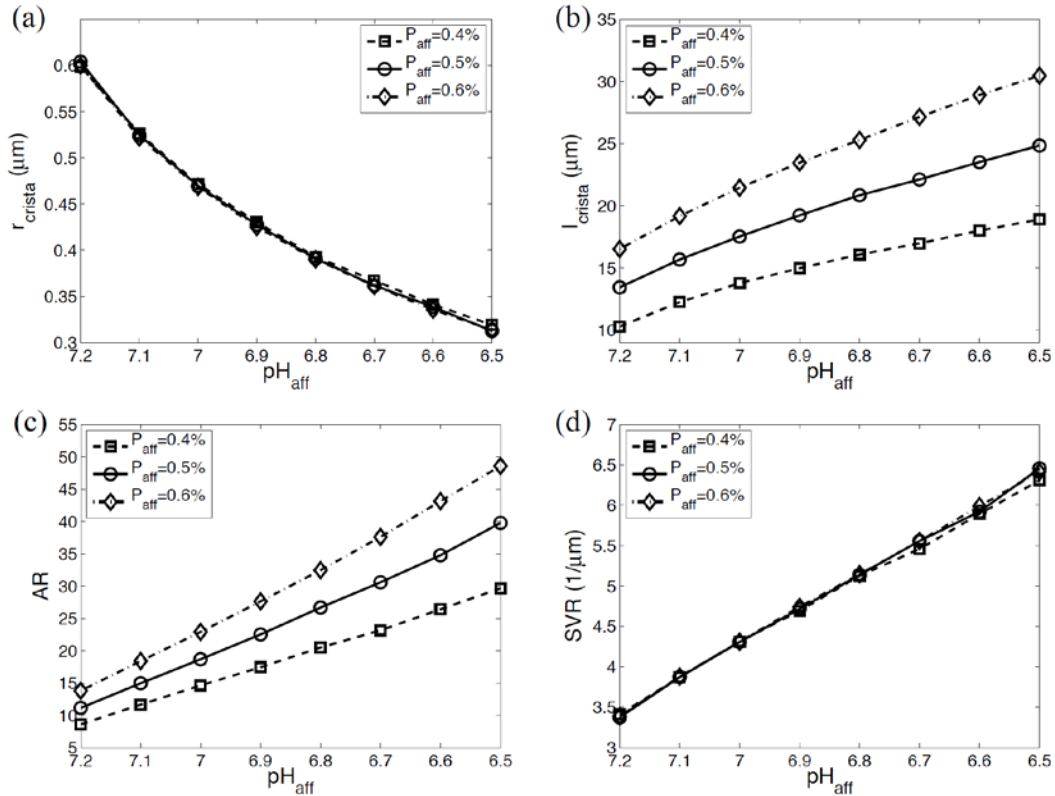 (a)
r_crista (μm)
0.6
0.55
0.5
0.45
0.4
0.35
0.3
7.2 7.1 7 6.9 6.8 6.7 6.6 6.5
pH_aff
P_aff=0.4%
P_aff=0.5%
P_aff=0.6%
(b)
l_crista (μm)
35
30
25
20
15
10
7.2 7.1 7 6.9 6.8 6.7 6.6 6.5
pH_aff
P_aff=0.4%
P_aff=0.5%
P_aff=0.6%
(c)
AR
55
50
45
40
35
30
25
20
15
10
5
7.2 7.1 7 6.9 6.8 6.7 6.6 6.5
pH_aff
P_aff=0.4%
P_aff=0.5%
P_aff=0.6%
(d)
SVR (1/μm)
7
6.5
6
5.5
5
4.5
4
3.5
3
7.2 7.1 7 6.9 6.8 6.7 6.6 6.5
pH_aff
P_aff=0.4%
P_aff=0.5%
P_aff=0.6%